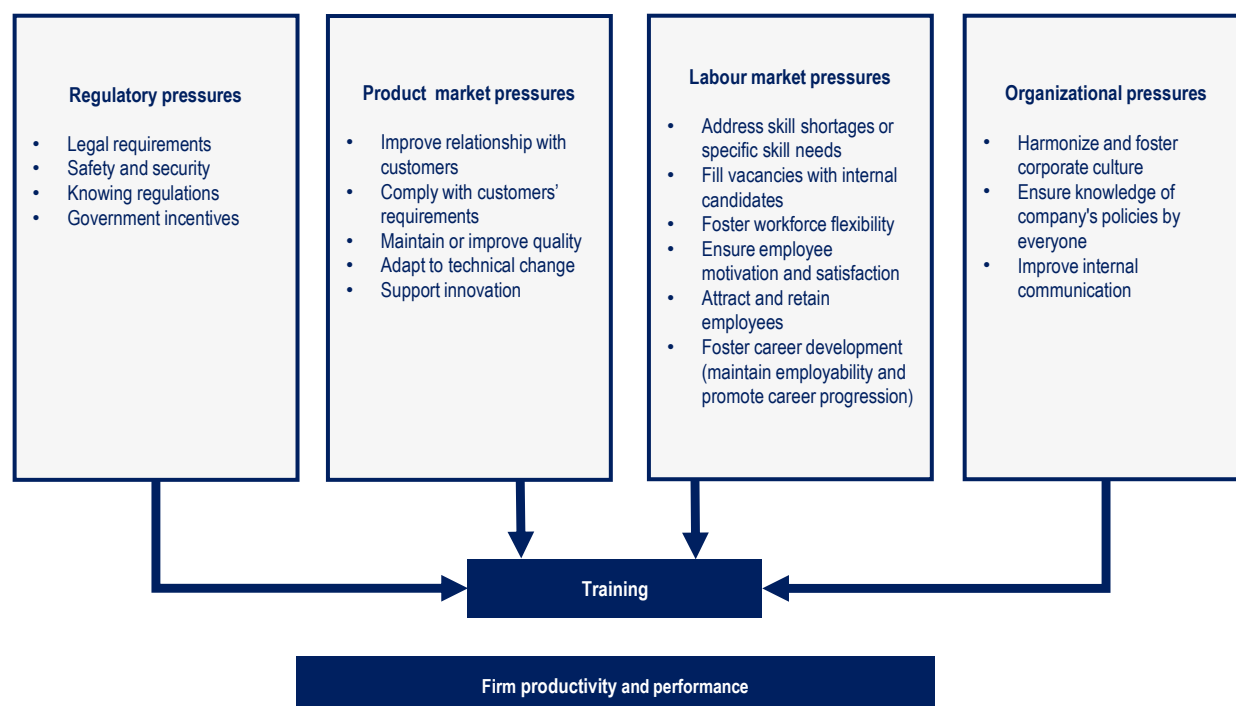 Regulatory pressures
• Legal requirements
• Safety and security
• Knowing regulations
• Government incentives
Product market pressures
• Improve relationship with
customers
• Comply with customers’
requirements
• Maintain or improve quality
• Adapt to technical change
• Support innovation
Labour market pressures
• Address skill shortages or
specific skill needs
• Fill vacancies with internal
candidates
• Foster workforce flexibility
• Ensure employee
motivation and satisfaction
• Attract and retain
employees
• Foster career development
(maintain employability and
promote career progression)
Organizational pressures
• Harmonize and foster
corporate culture
• Ensure knowledge of
company's policies by
everyone
• Improve internal
communication
Training
Firm productivity and performance